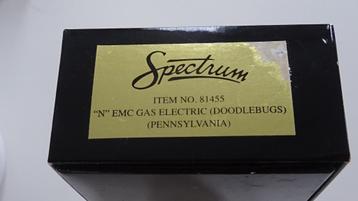 Spectrum
ITEM NO. 81455
"N" EMC GAS ELECTRIC (DOODLEBUGS)
(PENNSYLVANIA)